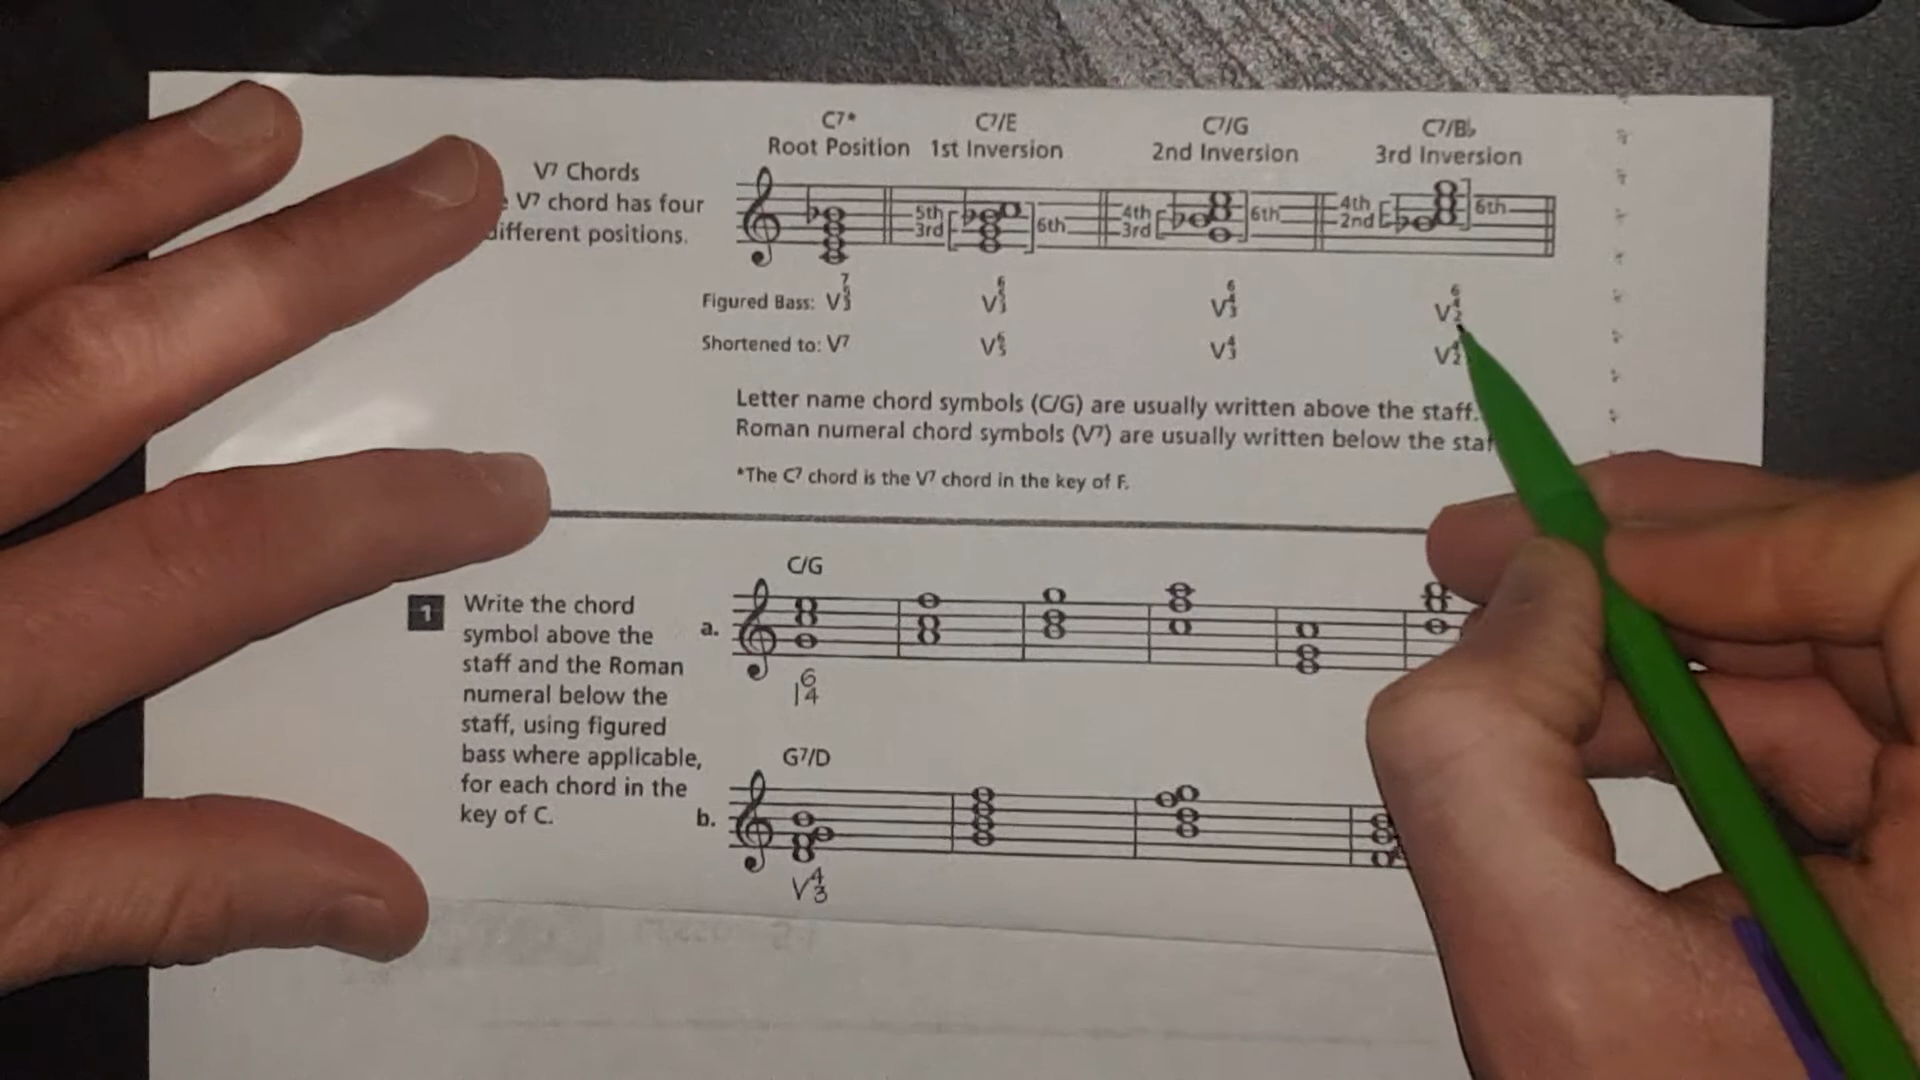 C7* C7/E C7/G C7/B♭
Root Position 1st Inversion 2nd Inversion 3rd Inversion
V7 Chords
V7 chord has four
different positions.
5th
3rd
6th
4th
3rd
6th
4th
2nd
6th
Figured Bass: V7 5 3 V6 5 3 V6 4 3 V6 4 2
Shortened to: V7 V6 5 V4 3 V4 2
Letter name chord symbols (C/G) are usually written above the staff.
Roman numeral chord symbols (V7) are usually written below the staf
*The C7 chord is the V7 chord in the key of F.
1
Write the chord
symbol above the
staff and the Roman
numeral below the
staff, using figured
bass where applicable,
for each chord in the
key of C.
C/G
a.
I6 4
G7/D
b.
V4 3